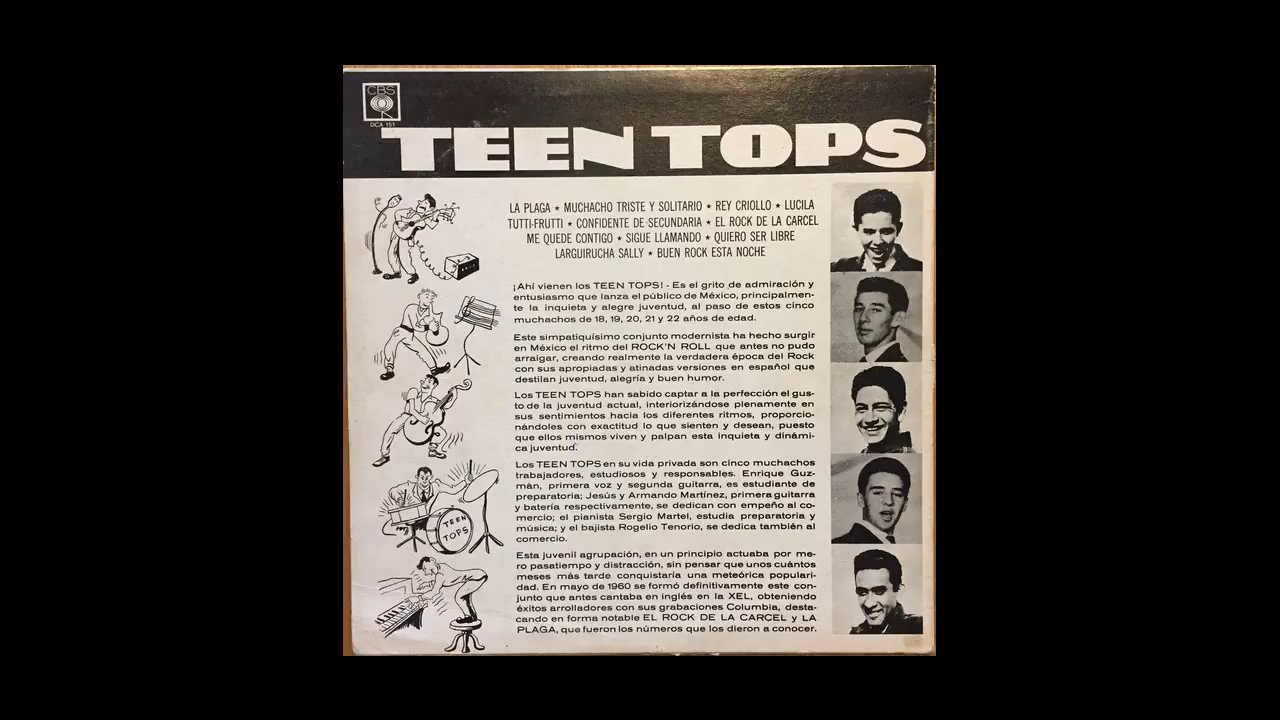 CBS
DCA 151
TEEN TOPS
LA PLAGA ★ MUCHACHO TRISTE Y SOLITARIO ★ REY CRIOLLO ★ LUCILA
TUTTI-FRUTTI ★ CONFIDENTE DE SECUNDARIA ★ EL ROCK DE LA CARCEL
ME QUEDE CONTIGO ★ SIGUE LLAMANDO ★ QUIERO SER LIBRE
LARGUIRUCHA SALLY ★ BUEN ROCK ESTA NOCHE
¡Ahí vienen los TEEN TOPS! - Es el grito de admiración y
entusiasmo que lanza el público de México, principalmen-
te la inquieta y alegre juventud, al paso de estos cinco
muchachos de 18, 19, 20, 21 y 22 años de edad.
Este simpatiquísimo conjunto modernista ha hecho surgir
en México el ritmo del ROCK'N ROLL que antes no pudo
arraigar, creando realmente la verdadera época del Rock
con sus apropiadas y atinadas versiones en español que
destilan juventud, alegría y buen humor.
Los TEEN TOPS han sabido captar a la perfección el gus-
to de la juventud actual, interiorizándose plenamente en
sus sentimientos hacia los diferentes ritmos, proporcio-
nándoles con exactitud lo que sienten y desean, puesto
que ellos mismos viven y palpan esta inquieta y dinámi-
ca juventud.
Los TEEN TOPS en su vida privada son cinco muchachos
trabajadores, estudiosos y responsables. Enrique Guz-
mán, primera voz y segunda guitarra, es estudiante de
preparatoria; Jesús y Armando Martínez, primera guitarra
y batería respectivamente, se dedican con empeño al co-
mercio; el pianista Sergio Martel, estudia preparatoria y
música; y el bajista Rogelio Tenorio, se dedica también al
comercio.
Esta juvenil agrupación, en un principio actuaba por me-
ro pasatiempo y distracción, sin pensar que unos cuántos
meses más tarde conquistaría una meteórica populari-
dad. En mayo de 1960 se formó definitivamente este con-
junto que antes cantaba en inglés en la XEL, obteniendo
éxitos arrolladores con sus grabaciones Columbia, desta-
cando en forma notable EL ROCK DE LA CARCEL y LA
PLAGA, que fueron los números que los dieron a conocer.
TEEN
TOPS